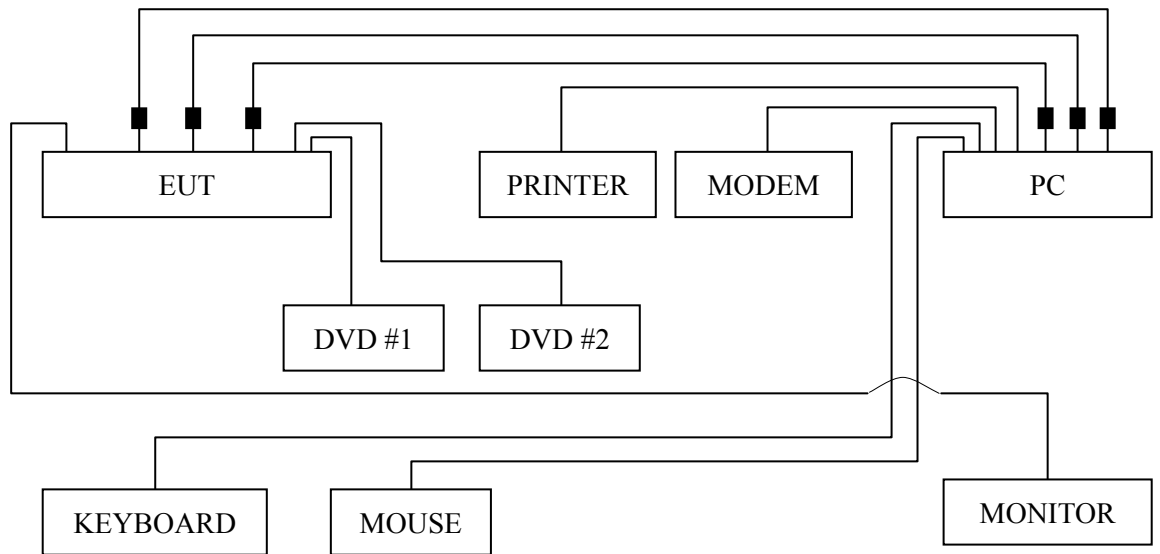 EUT
PRINTER
MODEM
PC
DVD #1
DVD #2
KEYBOARD
MOUSE
MONITOR